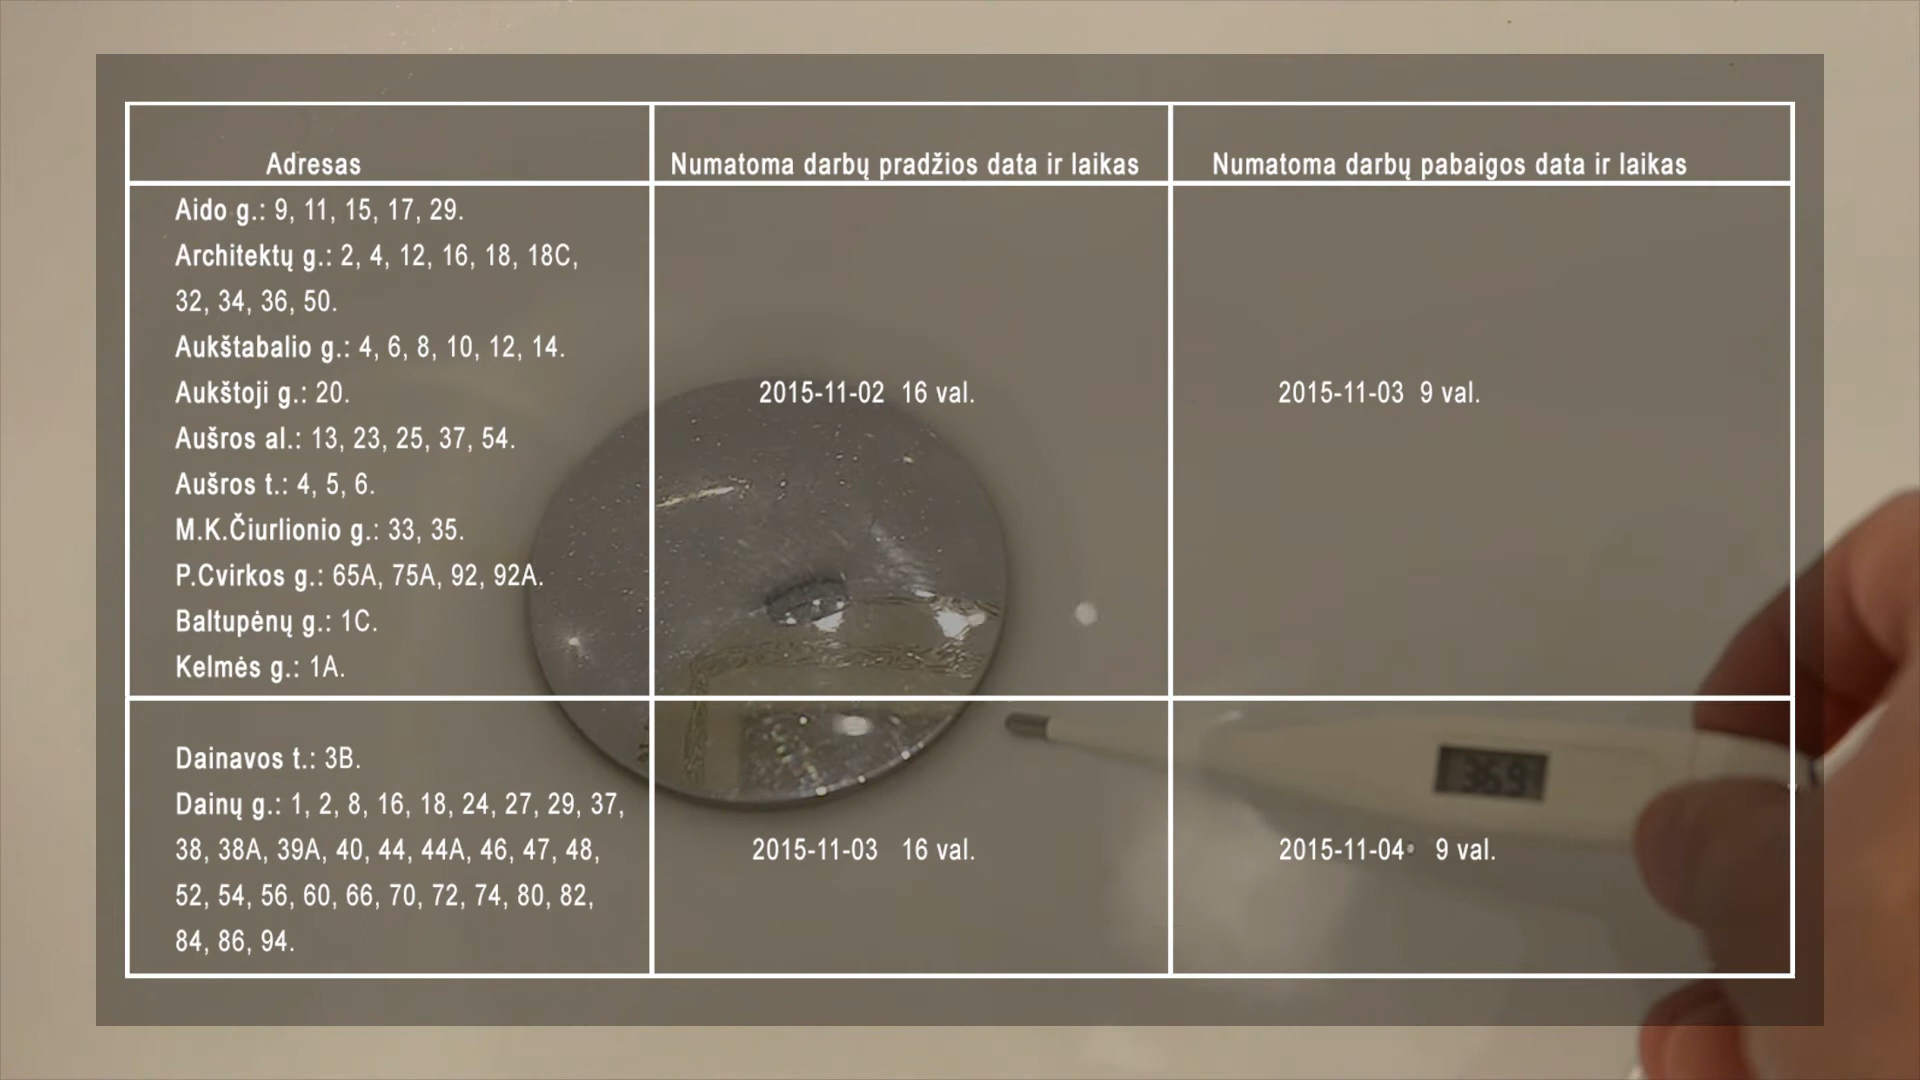 Adresas
Numatoma darbų pradžios data ir laikas
Numatoma darbų pabaigos data ir laikas
Aido g.: 9, 11, 15, 17, 29.
Architektų g.: 2, 4, 12, 16, 18, 18C,
32, 34, 36, 50.
Aukštabalio g.: 4, 6, 8, 10, 12, 14.
Aukštoji g.: 20.
Aušros al.: 13, 23, 25, 37, 54.
Aušros t.: 4, 5, 6.
M.K.Čiurlionio g.: 33, 35.
P.Cvirkos g.: 65A, 75A, 92, 92A.
Baltupėnų g.: 1C.
Kelmės g.: 1A.
2015-11-02 16 val.
2015-11-03 9 val.
Dainavos t.: 3B.
Dainų g.: 1, 2, 8, 16, 18, 24, 27, 29, 37,
38, 38A, 39A, 40, 44, 44A, 46, 47, 48,
52, 54, 56, 60, 66, 70, 72, 74, 80, 82,
84, 86, 94.
2015-11-03 16 val.
2015-11-04 9 val.